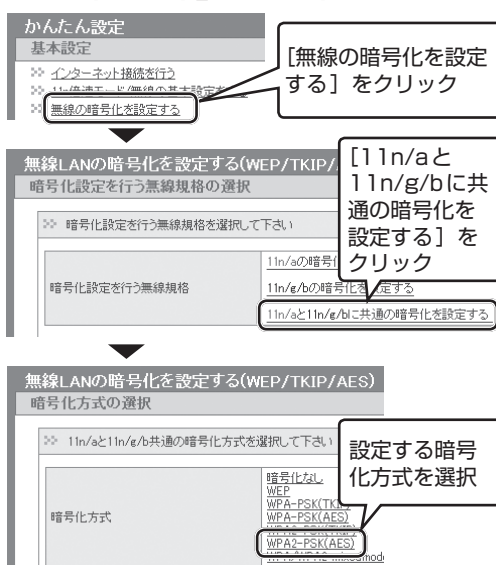 かんたん設定
基本設定
インターネット接続を行う
無線の暗号化を設定する
[無線の暗号化を設定
する］をクリック
無線LANの暗号化を設定する(WEP/TKIP/
暗号化設定を行う無線規格の選択
暗号化設定を行う無線規格を選択して下さい
暗号化設定を行う無線規格
11n/aの暗号
11n/g/bの暗号化を設定する
11n/aと11n/g/bに共通の暗号化を設定する
[11n/aと
11n/g/bに共
通の暗号化を
設定する］を
クリック
無線LANの暗号化を設定する(WEP/TKIP/AES)
暗号化方式の選択
11n/aと11n/g/b共通の暗号化方式を選択して下さい
暗号化方式
暗号化なし
WEP
WPA-PSK(TKIP)
WPA-PSK(AES)
WPA2-PSK(AES)
設定する暗号
化方式を選択